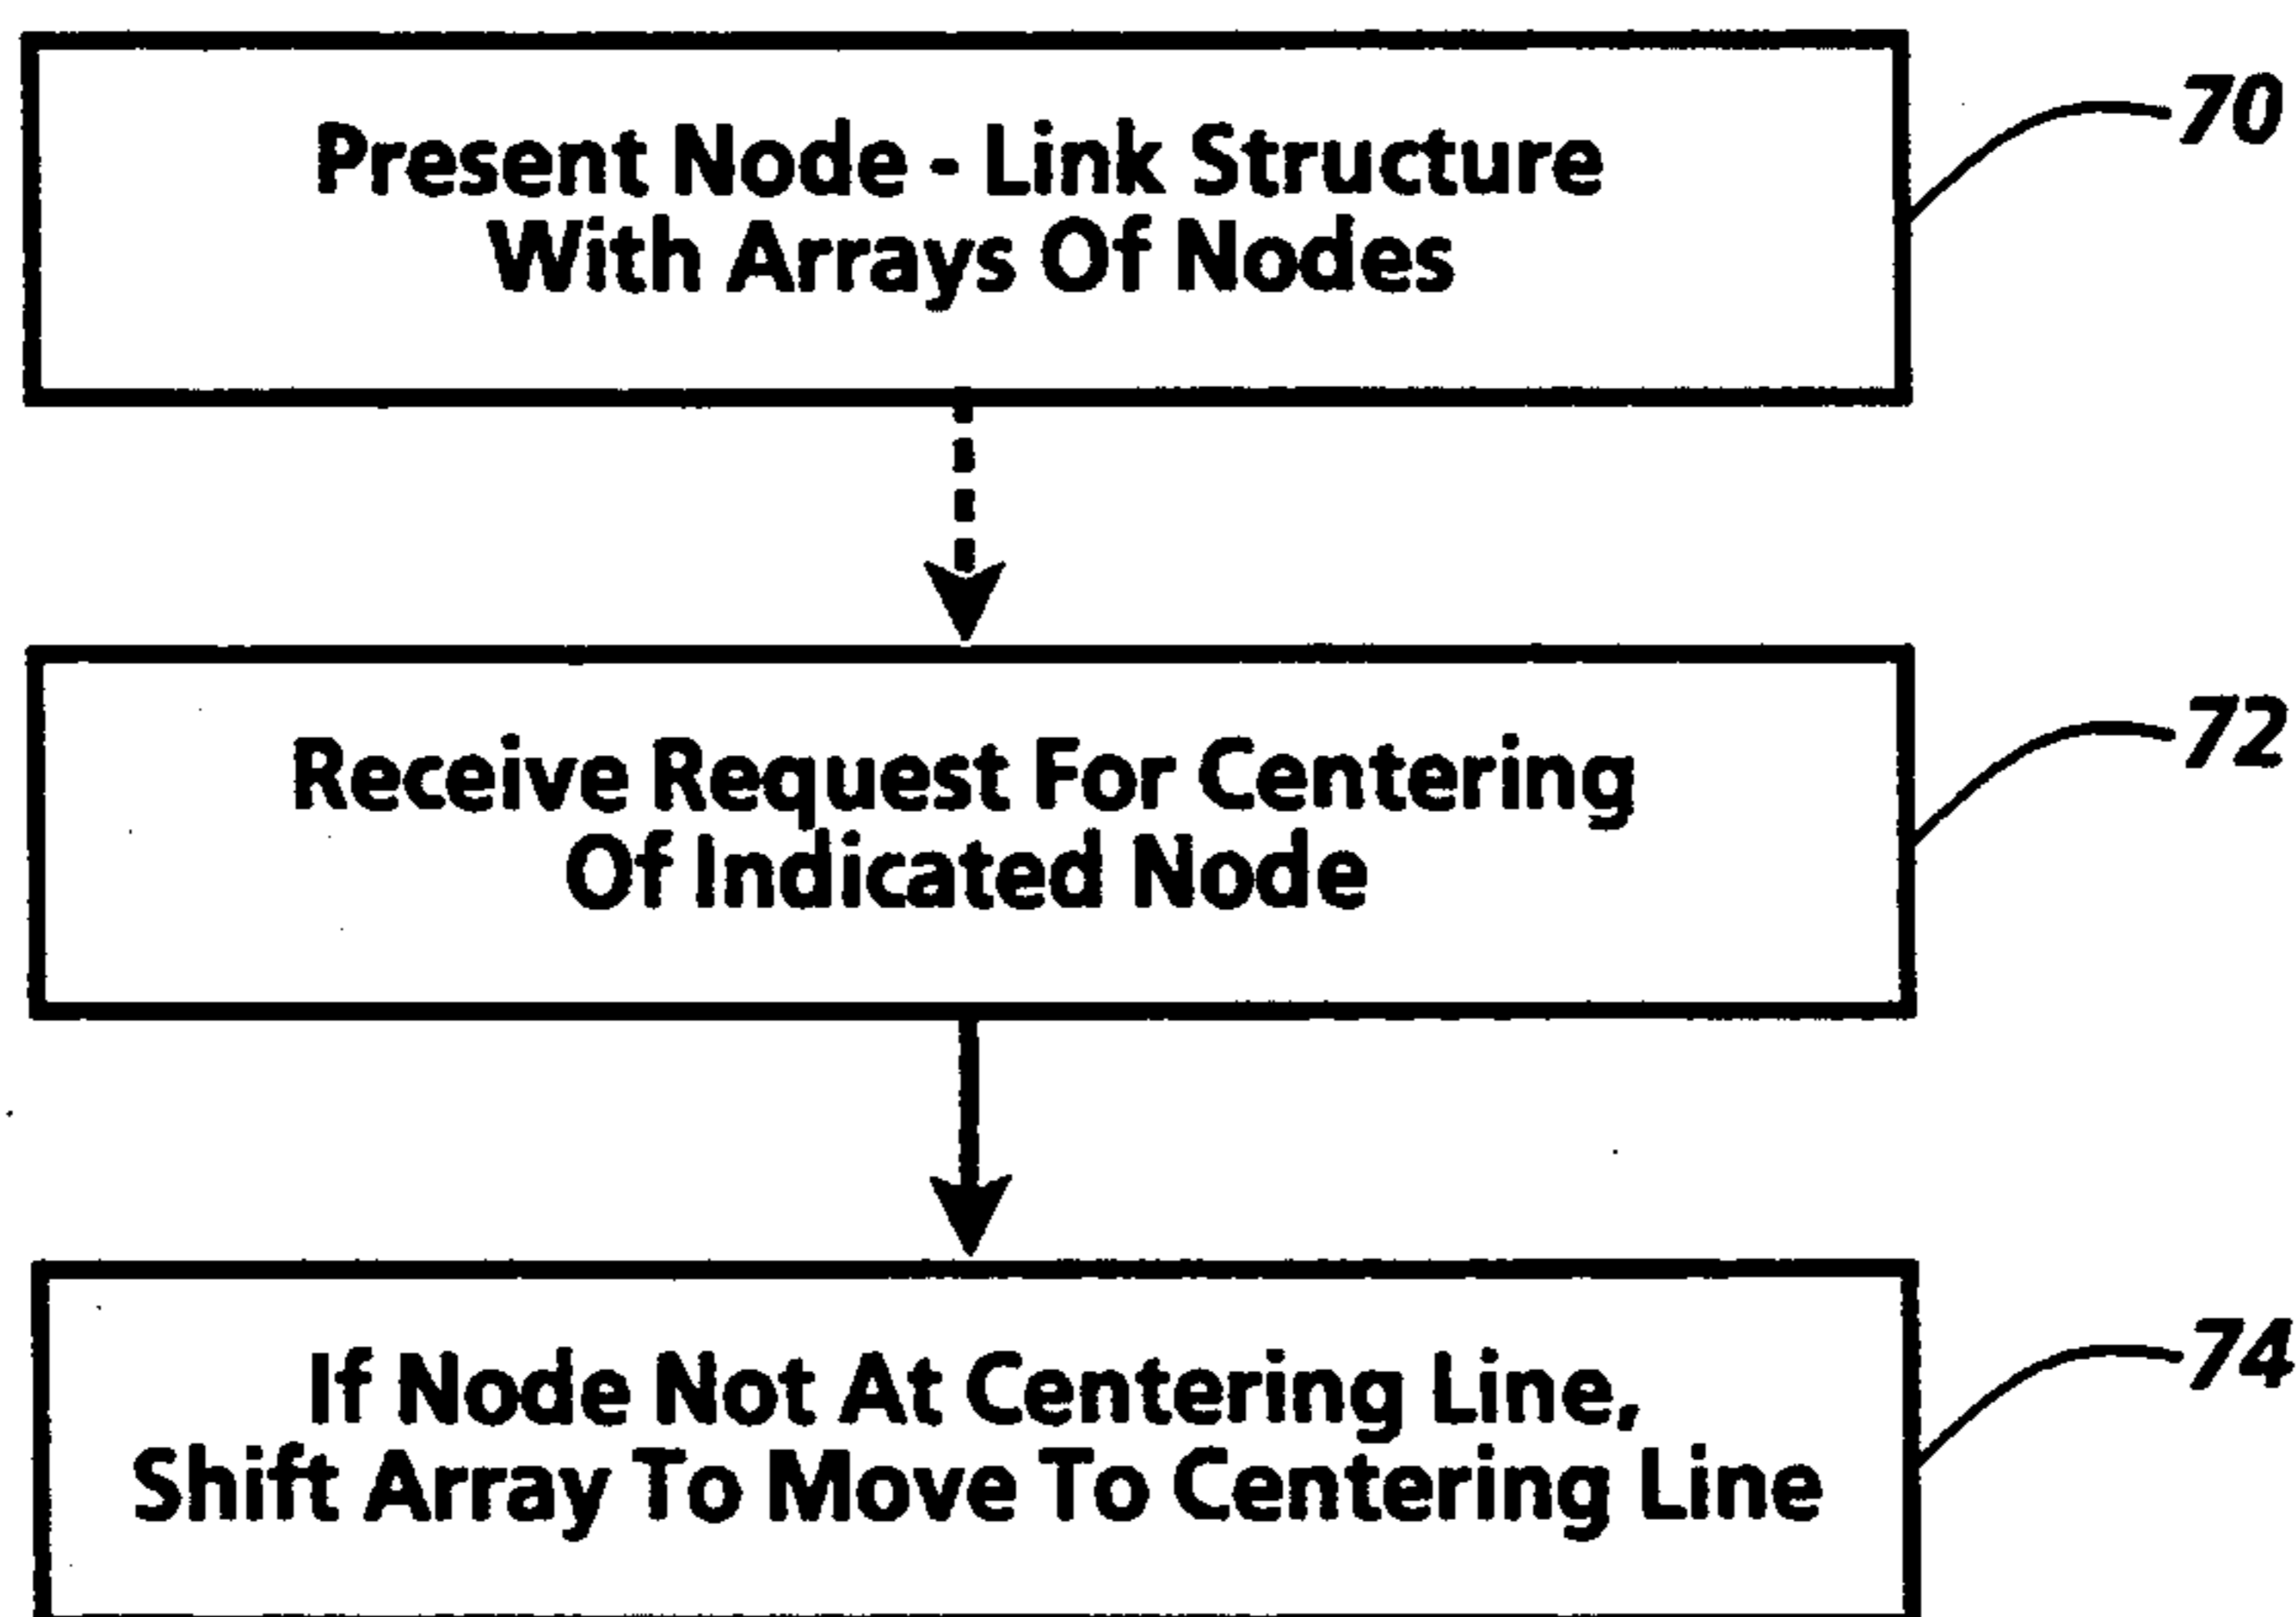 Present Node - Link Structure
With Arrays Of Nodes
70
Receive Request For Centering
Of Indicated Node
72
If Node Not At Centering Line,
Shift Array To Move To Centering Line
74